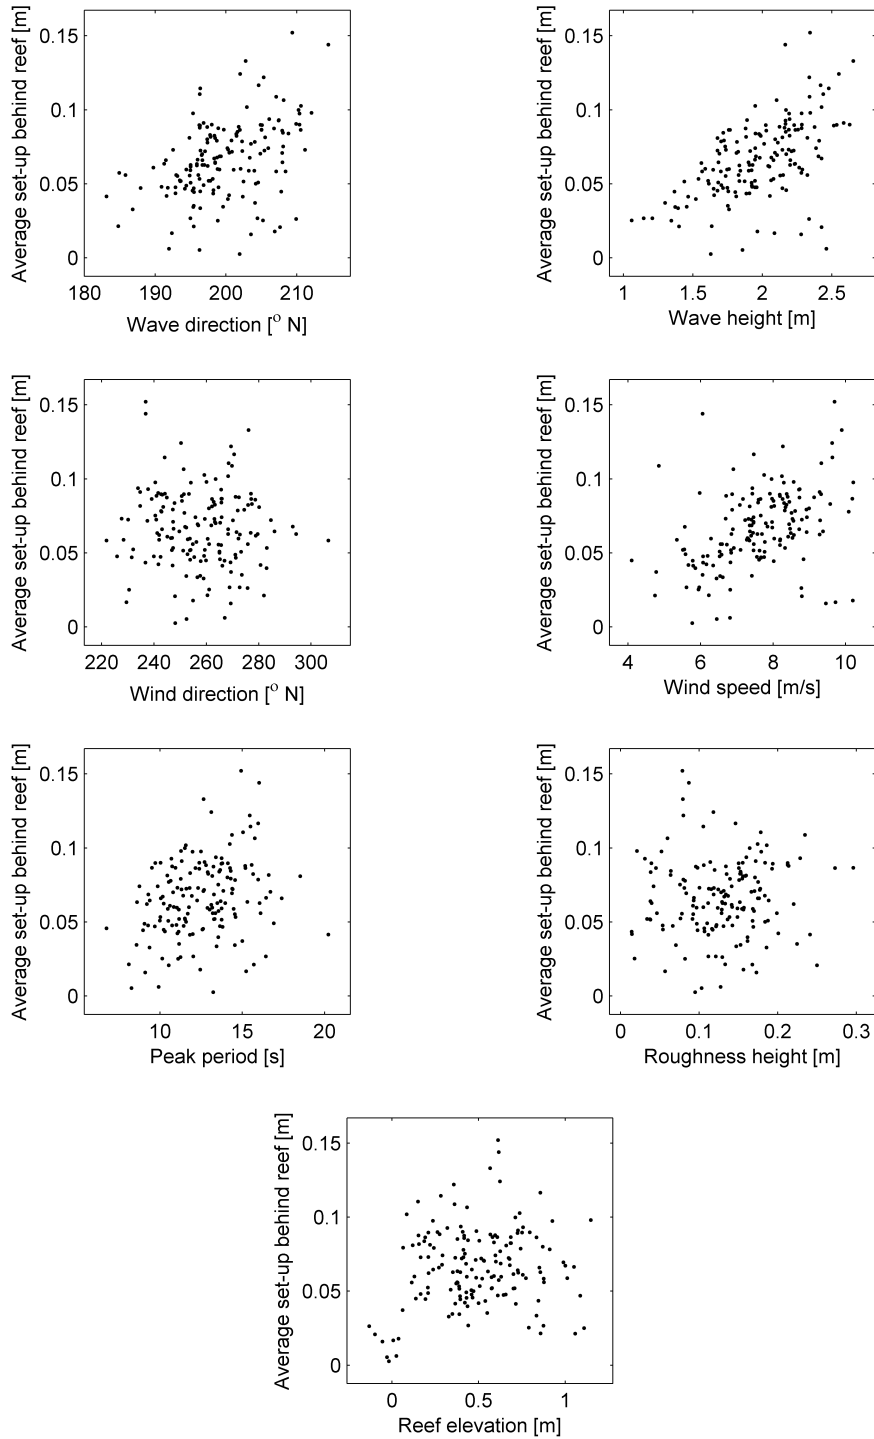 Average set-up behind reef [m]
0.15
0.1
0.05
0
180 190 200 210
Wave direction [° N]
Average set-up behind reef [m]
0.15
0.1
0.05
0
1 1.5 2 2.5
Wave height [m]
Average set-up behind reef [m]
0.15
0.1
0.05
0
220 240 260 280 300
Wind direction [° N]
Average set-up behind reef [m]
0.15
0.1
0.05
0
4 6 8 10
Wind speed [m/s]
Average set-up behind reef [m]
0.15
0.1
0.05
0
10 15 20
Peak period [s]
Average set-up behind reef [m]
0.15
0.1
0.05
0
0 0.1 0.2 0.3
Roughness height [m]
Average set-up behind reef [m]
0.15
0.1
0.05
0
0 0.5 1
Reef elevation [m]